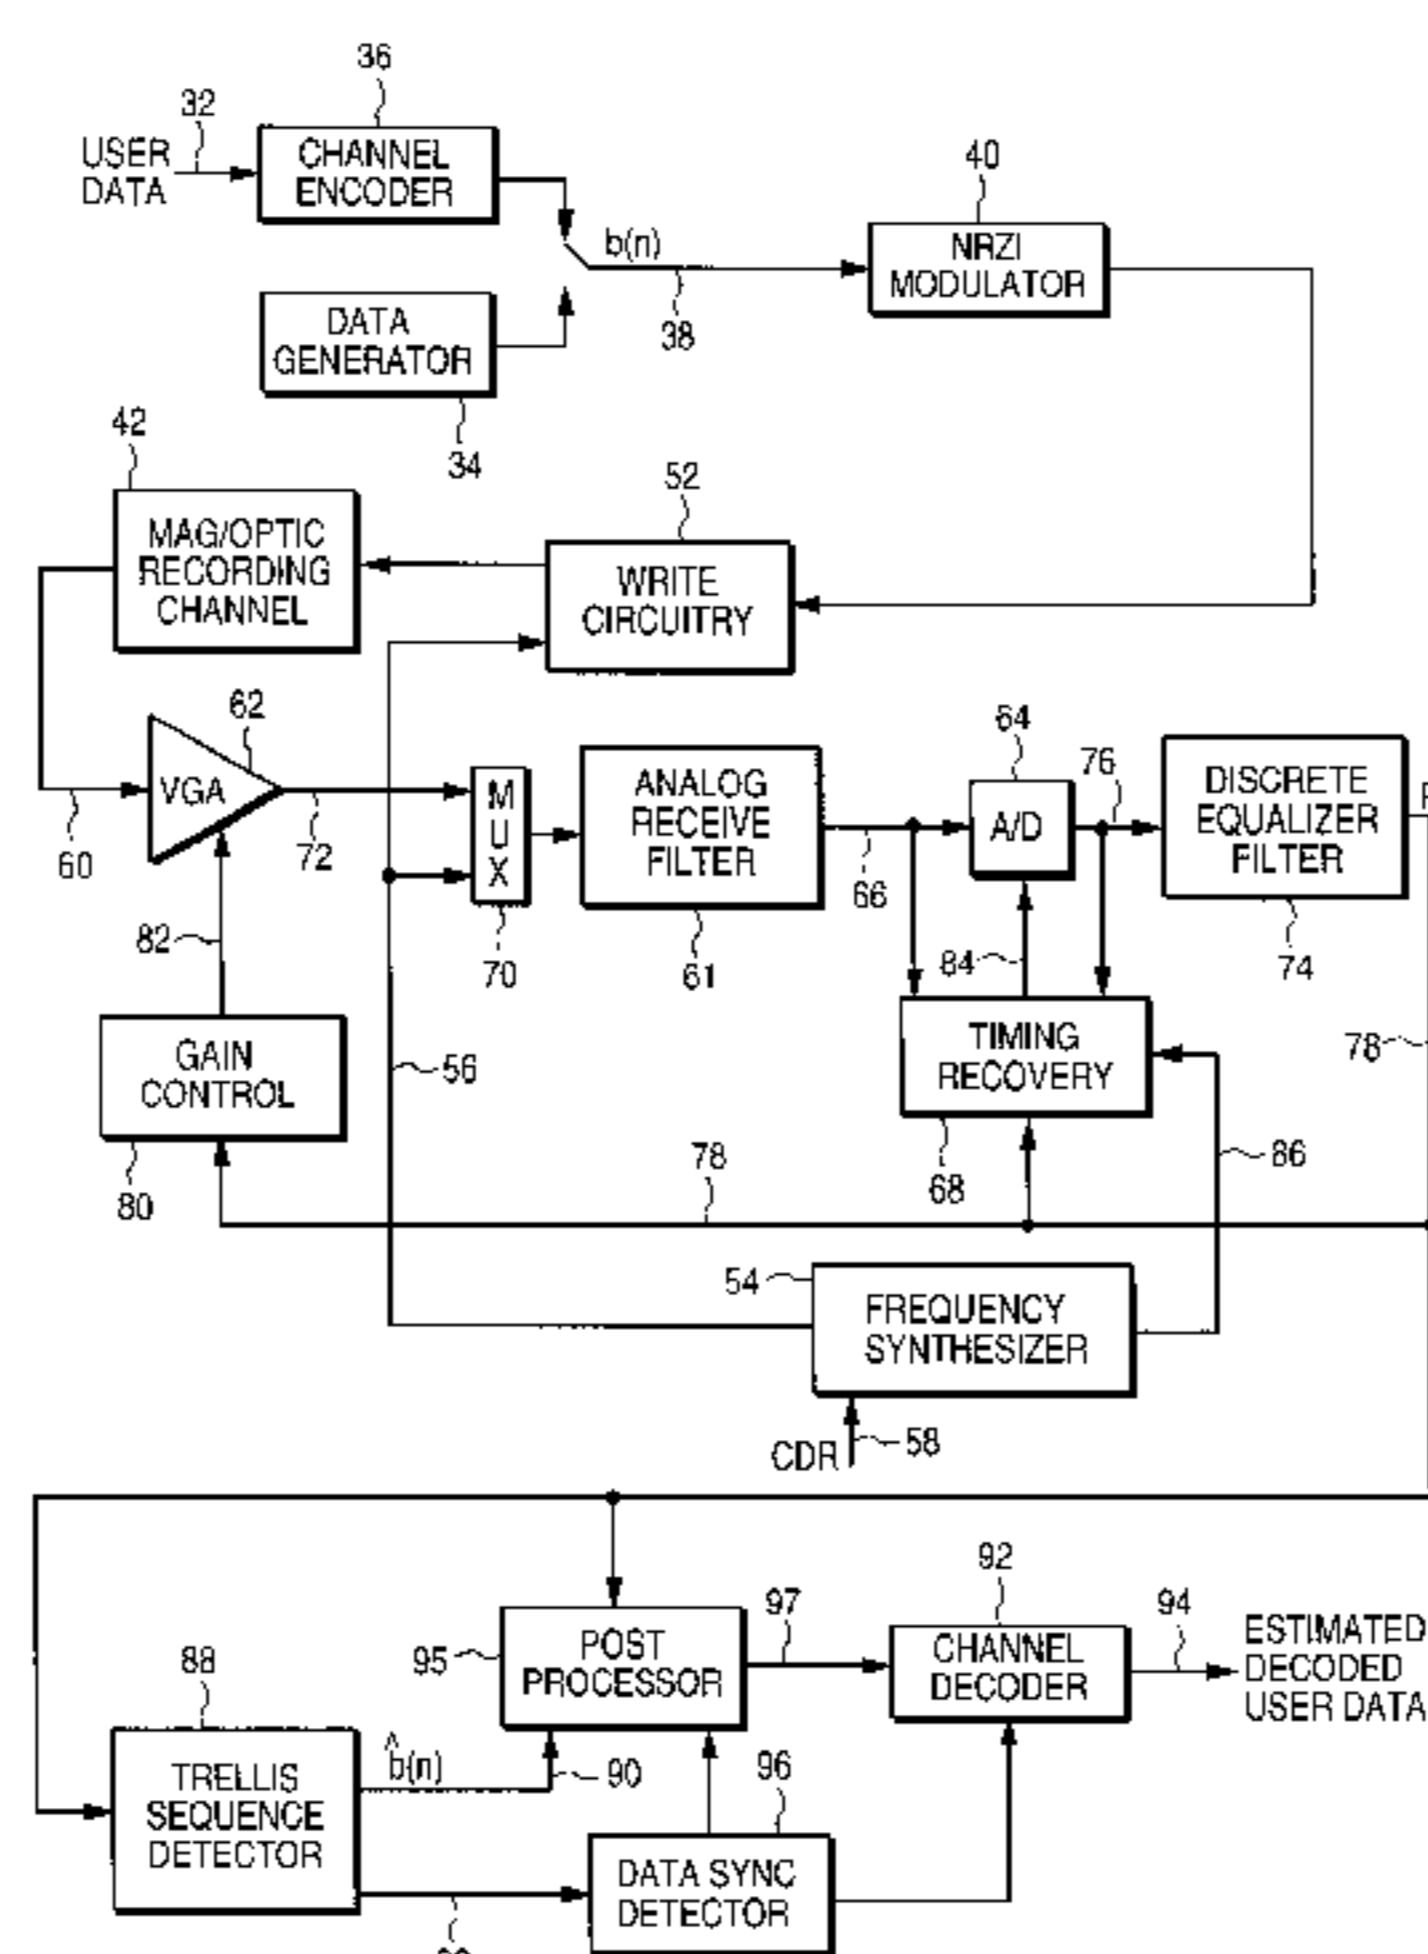 36
32
USER
DATA
CHANNEL
ENCODER
40
b(n)
NRZI
MODULATOR
38
DATA
GENERATOR
34
42
52
MAG/OPTIC
RECORDING
CHANNEL
WRITE
CIRCUITRY
62
64
76
VGA
MUX
ANALOG
RECEIVE
FILTER
A/D
DISCRETE
EQUALIZER
FILTER
60
72
66
82
70
61
84
74
GAIN
CONTROL
56
TIMING
RECOVERY
78
80
78
68
86
54
FREQUENCY
SYNTHESIZER
CDR
58
92
97
94
95
POST
PROCESSOR
CHANNEL
DECODER
ESTIMATED
DECODED
USER DATA
88
b̂(n)
90
96
TRELLIS
SEQUENCE
DETECTOR
DATA SYNC
DETECTOR